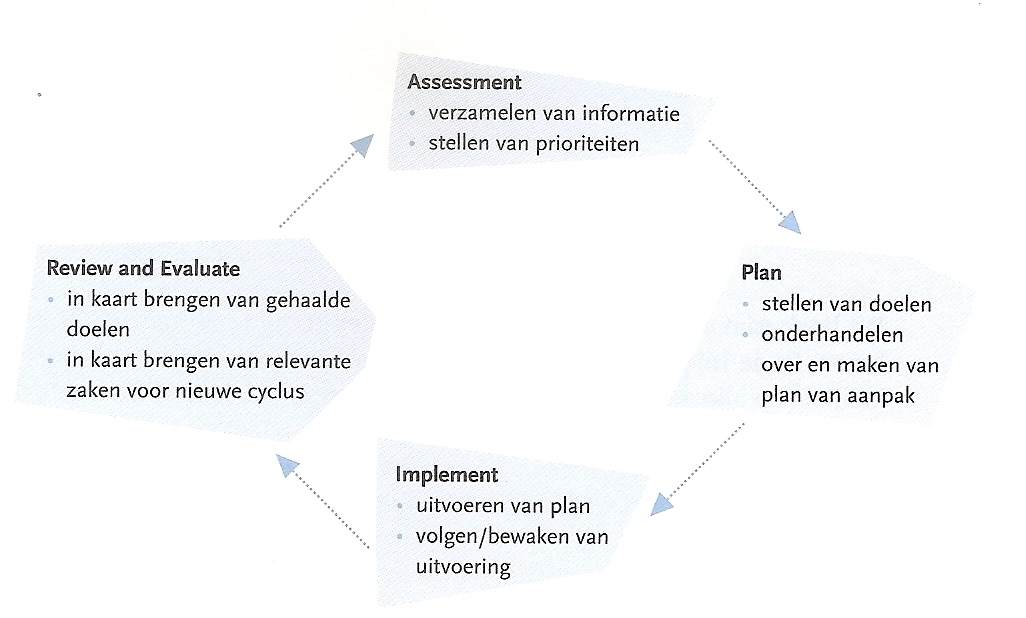 Assessment
• verzamelen van informatie
• stellen van prioriteiten
Plan
• stellen van doelen
• onderhandelen
over en maken van
plan van aanpak
Implement
• uitvoeren van plan
• volgen/bewaken van
uitvoering
Review and Evaluate
• in kaart brengen van gehaalde
doelen
• in kaart brengen van relevante
zaken voor nieuwe cyclus